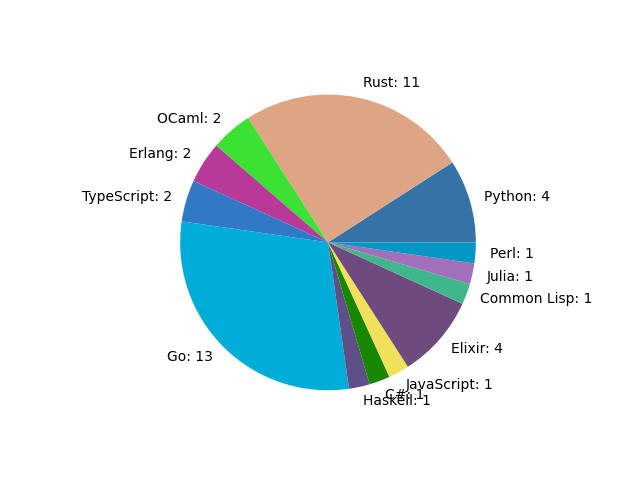 Rust: 11
OCaml: 2
Erlang: 2
Python: 4
TypeScript: 2
Perl: 1
Julia: 1
Common Lisp: 1
Elixir: 4
Go: 13
JavaScript: 1
C#: 1
Haskell: 1